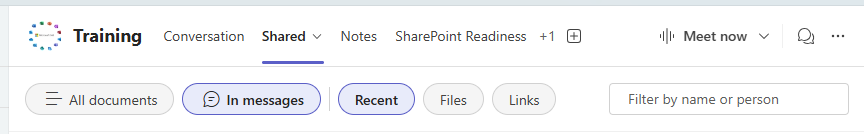 Training Conversation Shared Notes SharePoint Readiness +1 Meet now
All documents In messages Recent Files Links Filter by name or person